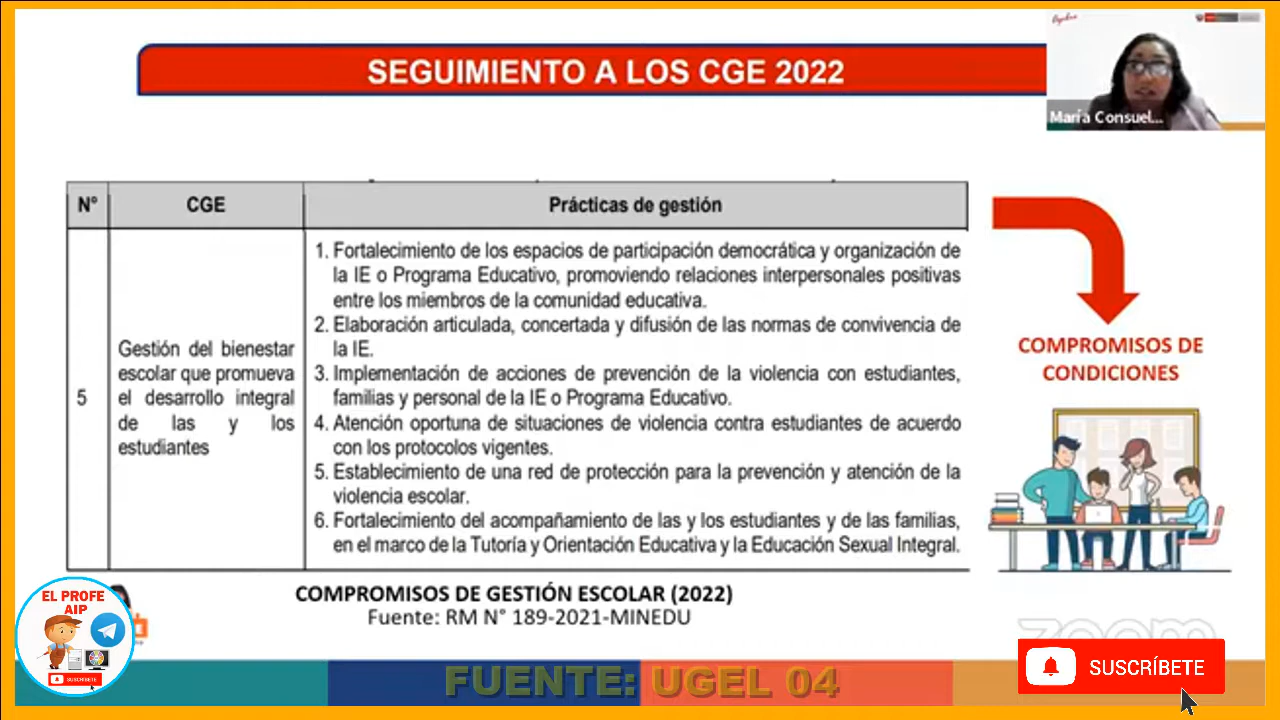 SEGUIMIENTO A LOS CGE 2022
María Consuel...
N°
CGE
Prácticas de gestión
5
Gestión del bienestar
escolar que promueva
el desarrollo integral
de las y los
estudiantes
1. Fortalecimiento de los espacios de participación democrática y organización de
la IE o Programa Educativo, promoviendo relaciones interpersonales positivas
entre los miembros de la comunidad educativa.
2. Elaboración articulada, concertada y difusión de las normas de convivencia de
la IE.
3. Implementación de acciones de prevención de la violencia con estudiantes,
familias y personal de la IE o Programa Educativo.
4. Atención oportuna de situaciones de violencia contra estudiantes de acuerdo
con los protocolos vigentes.
5. Establecimiento de una red de protección para la prevención y atención de la
violencia escolar.
6. Fortalecimiento del acompañamiento de las y los estudiantes y de las familias,
en el marco de la Tutoría y Orientación Educativa y la Educación Sexual Integral.
COMPROMISOS DE
CONDICIONES
COMPROMISOS DE GESTIÓN ESCOLAR (2022)
Fuente: RM N° 189-2021-MINEDU
EL PROFE
AIP
SUSCRÍBETE
zoom
SUSCRÍBETE
FUENTE: UGEL 04